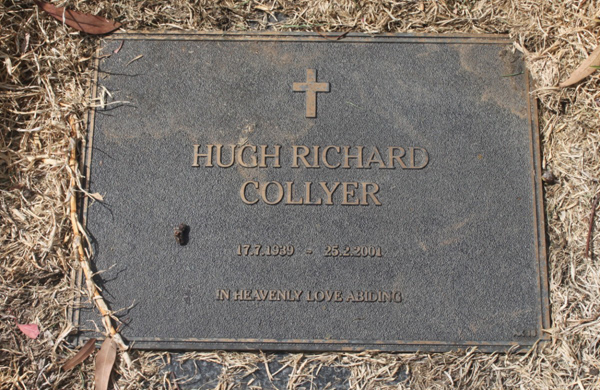 HUGH RICHARD
COLLYER
17.7.1939 - 25.2.2001
IN HEAVENLY LOVE ABIDING